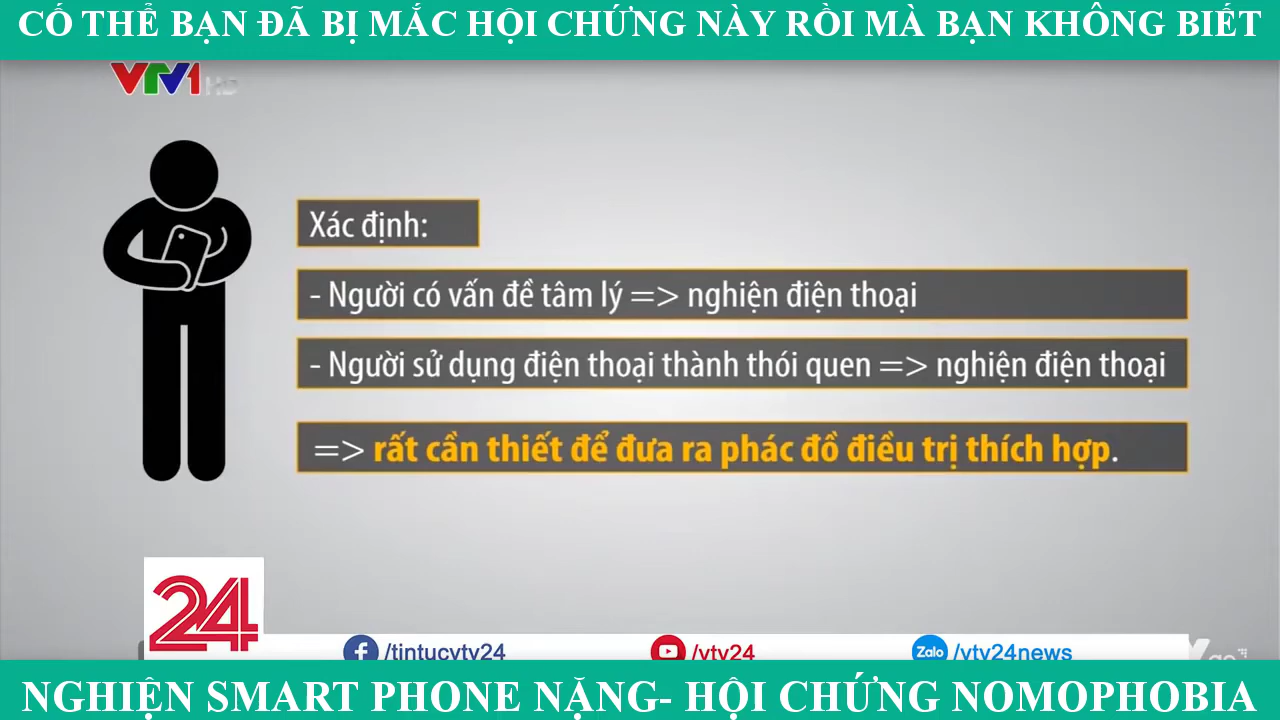 CÓ THỂ BẠN ĐÃ BỊ MẮC HỘI CHỨNG NÀY RỒI MÀ BẠN KHÔNG BIẾT
VTV1 HD
Xác định:
- Người có vấn đề tâm lý => nghiện điện thoại
- Người sử dụng điện thoại thành thói quen => nghiện điện thoại
=> rất cần thiết để đưa ra phác đồ điều trị thích hợp.
24
f /tintucvtv24
/vtv24
Zalo /vtv24news
go
NGHIỆN SMART PHONE NẶNG- HỘI CHỨNG NOMOPHOBIA